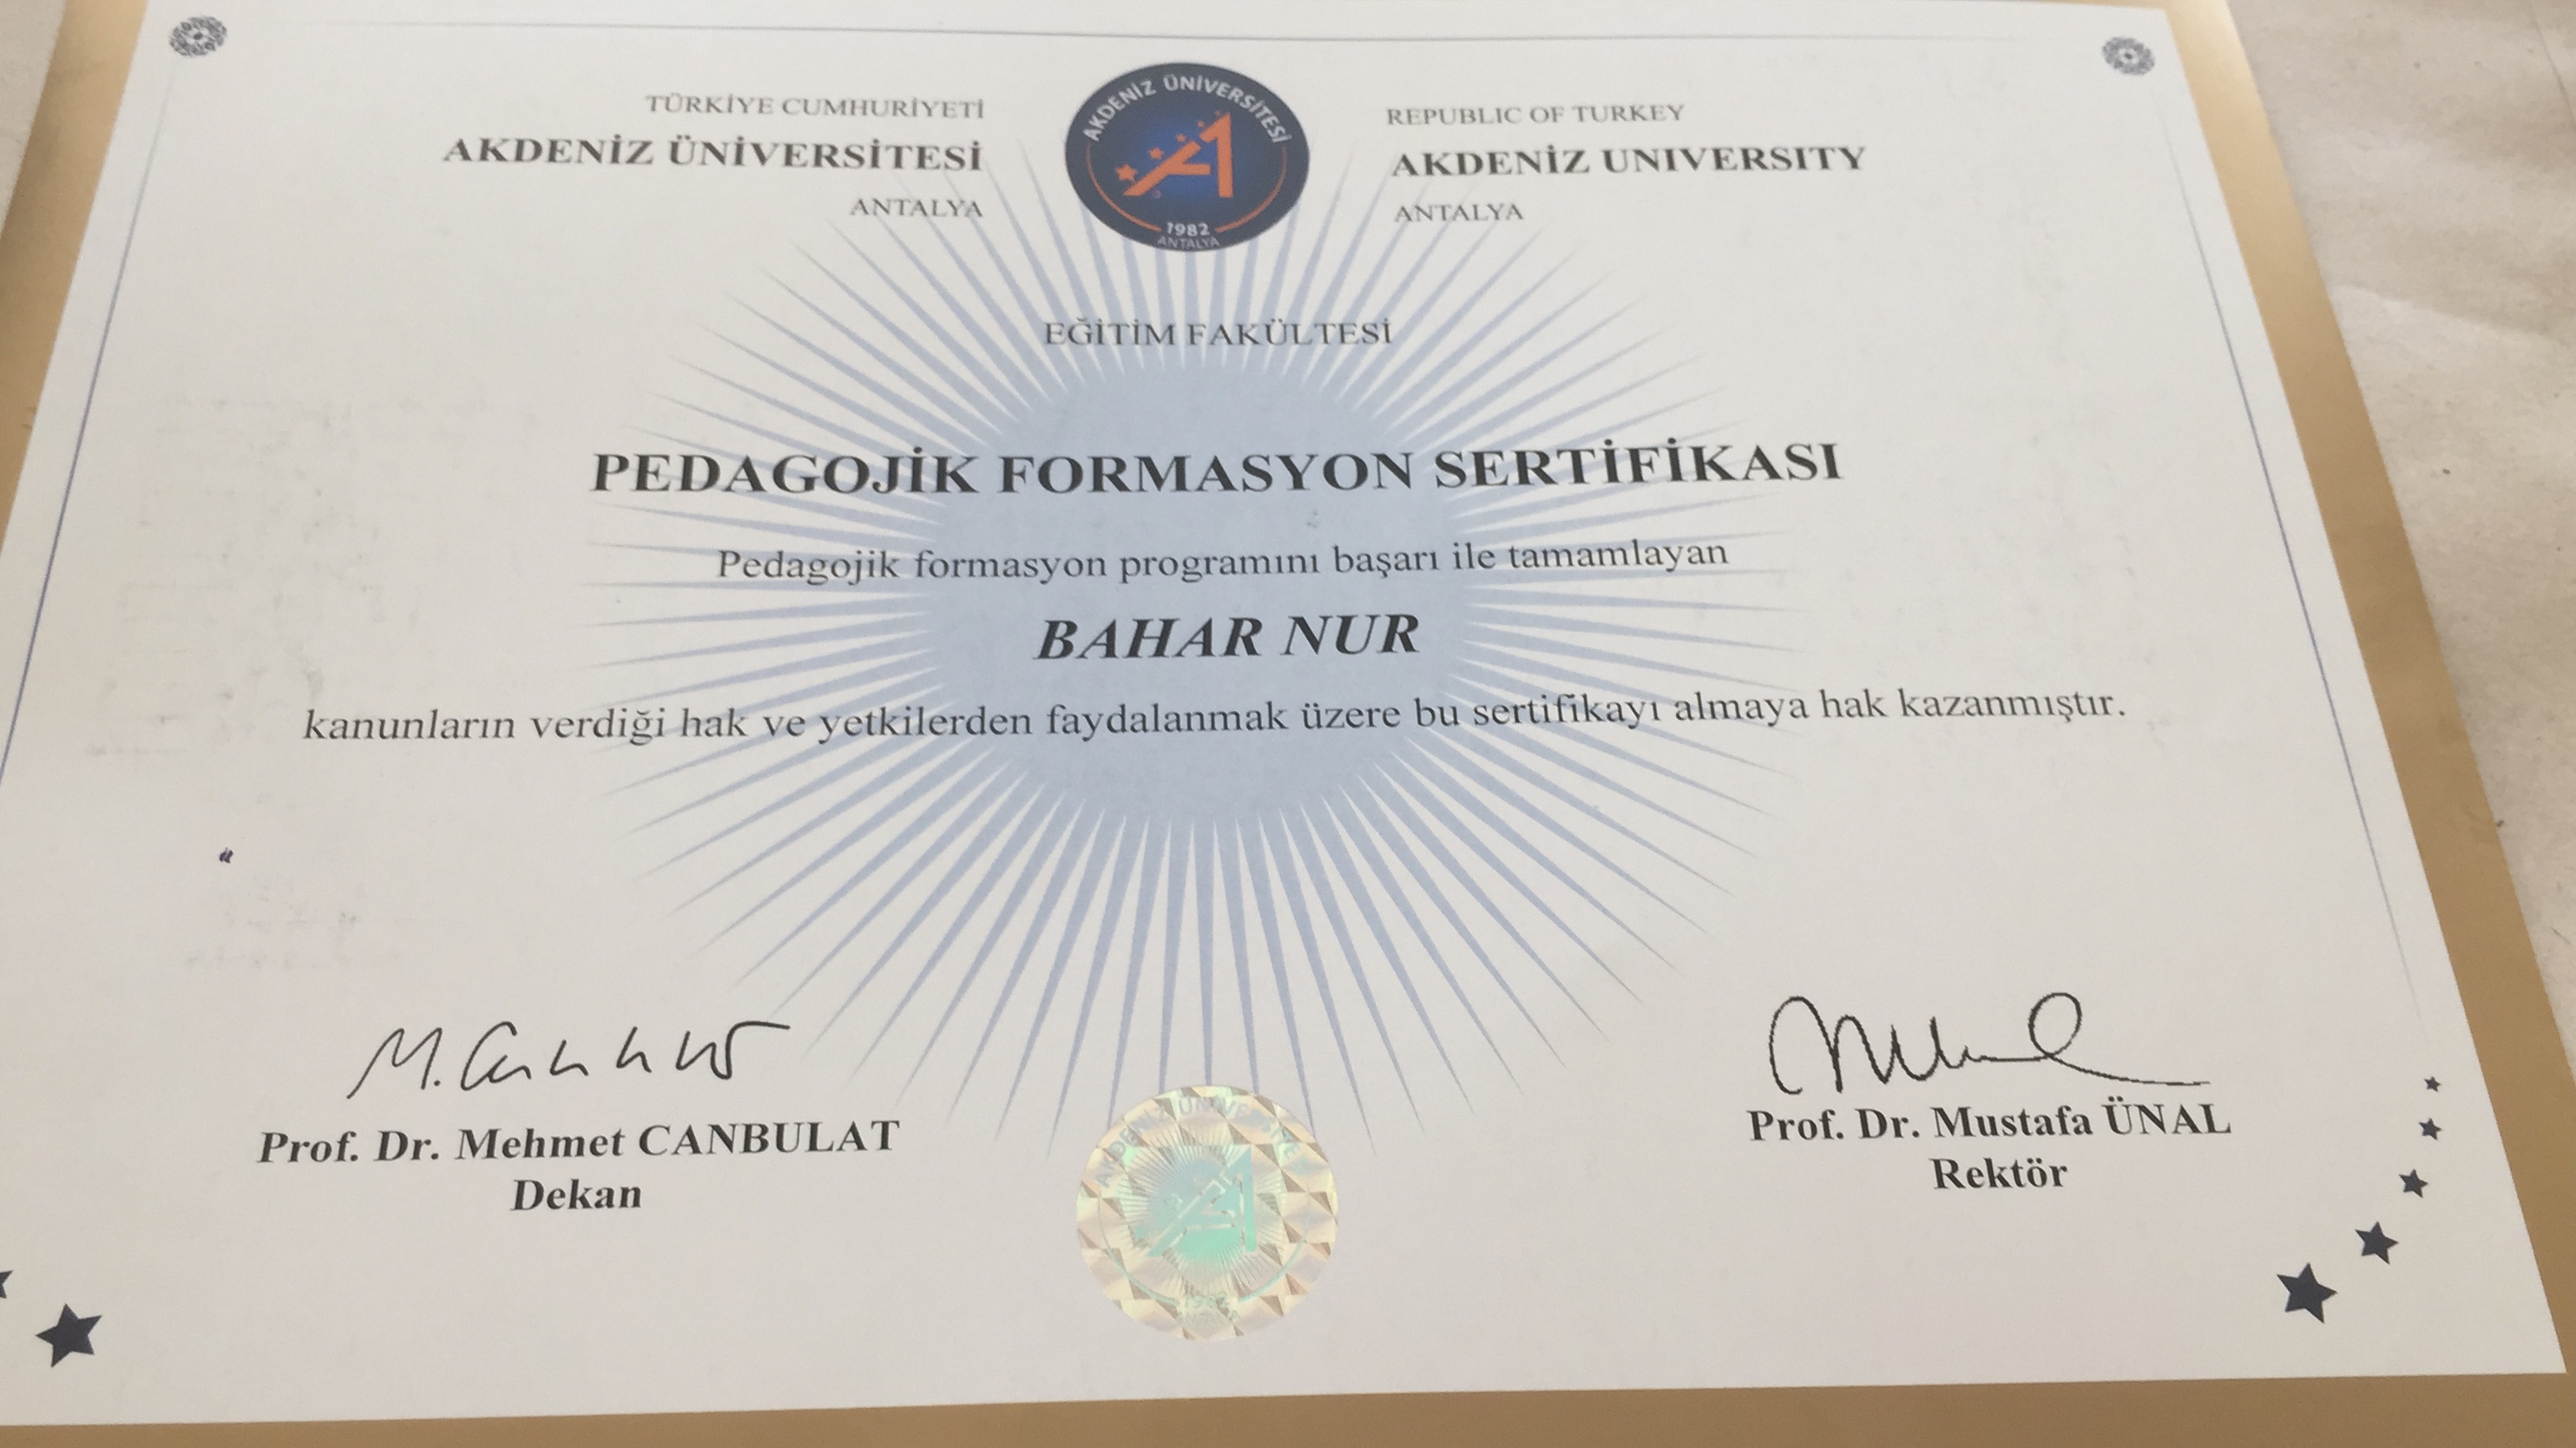 TÜRKİYE CUMHURİYETİ
AKDENİZ ÜNİVERSİTESİ
ANTALYA
AKDENİZ ÜNİVERSİTESİ
1982
ANTALYA
REPUBLIC OF TURKEY
AKDENİZ UNIVERSITY
ANTALYA
EĞİTİM FAKÜLTESİ
PEDAGOJİK FORMASYON SERTİFİKASI
Pedagojik formasyon programını başarı ile tamamlayan
BAHAR NUR
kanunların verdiği hak ve yetkilerden faydalanmak üzere bu sertifikayı almaya hak kazanmıştır.
Prof. Dr. Mehmet CANBULAT
Dekan
Prof. Dr. Mustafa ÜNAL
Rektör